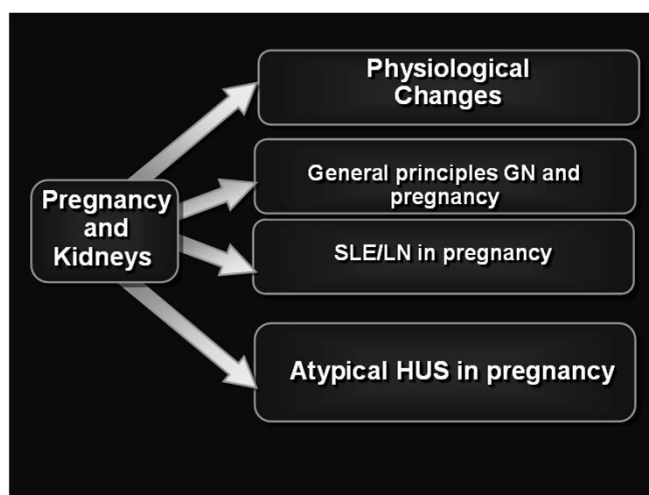 Physiological
Changes
General principles GN and
pregnancy
Pregnancy
and
Kidneys
SLE/LN in pregnancy
Atypical HUS in pregnancy